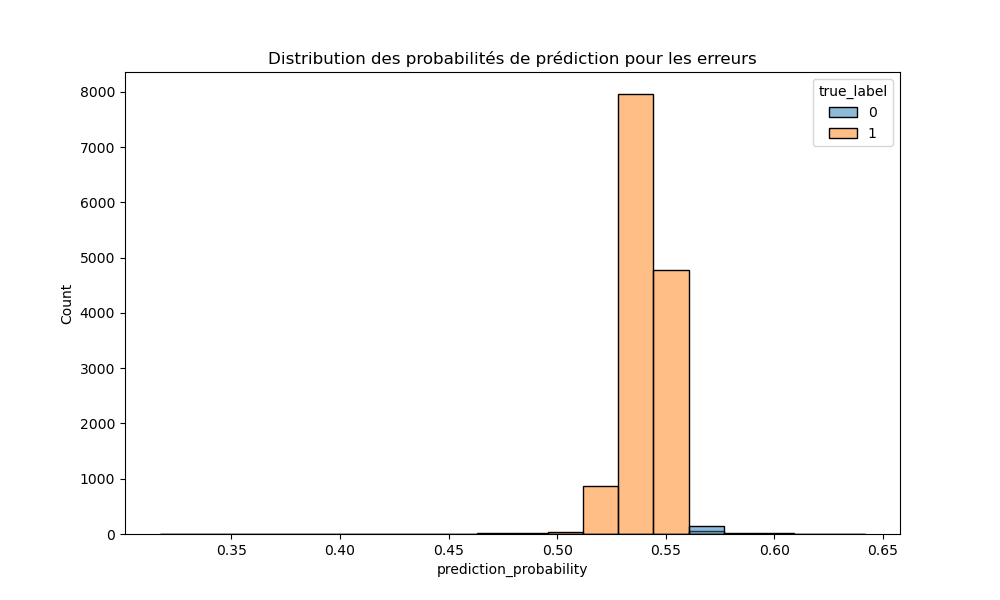 Distribution des probabilités de prédiction pour les erreurs
true_label
0
1
8000
7000
6000
5000
4000
3000
2000
1000
0
Count
0.35 0.40 0.45 0.50 0.55 0.60 0.65
prediction_probability